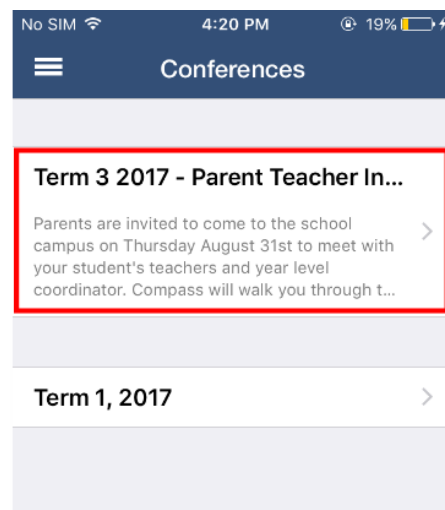 No SIM 4:20 PM 19%
Conferences
Term 3 2017 - Parent Teacher In...
Parents are invited to come to the school
campus on Thursday August 31st to meet with
your student's teachers and year level
coordinator. Compass will walk you through t...
Term 1, 2017